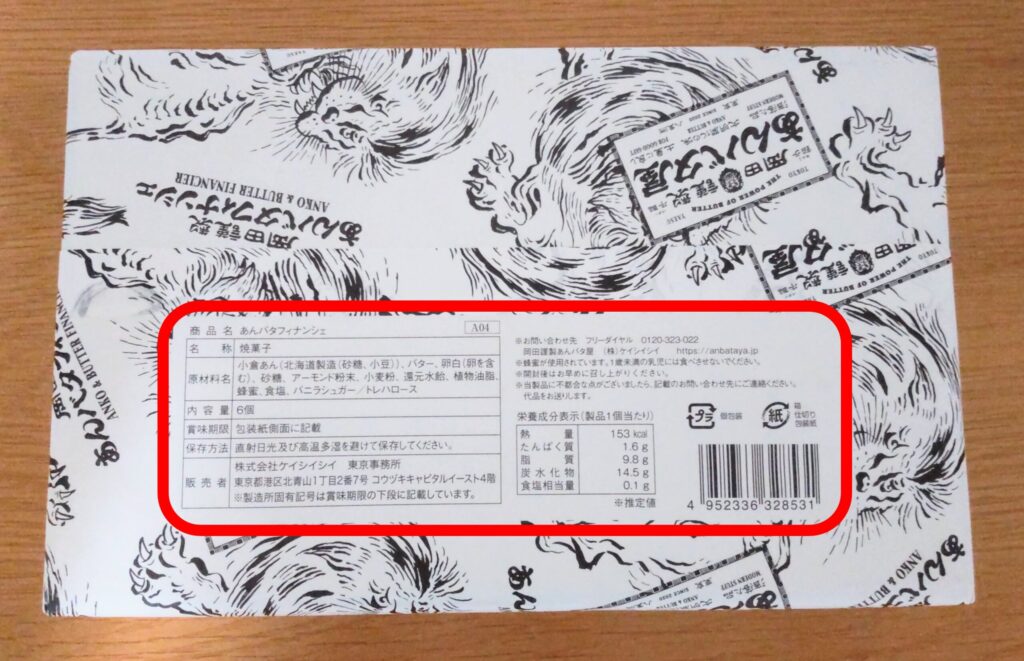 ANKO & BUTTER FINANCIER
岡田謹製
あんバタフィナンシェ
TOKYO
岡田謹製
あんバタ屋
THE POWER OF BUTTER
ANKO & BUTTER
SINCE 2020
FOR GOOD GIFT
MODERN STUFF
YAESU
商品名 あんバタフィナンシェ A04
名称 焼菓子
原材料名 小倉あん(北海道製造(砂糖、小豆))、バター、卵白(卵を含
む)、砂糖、アーモンド粉末、小麦粉、還元水飴、植物油脂、
蜂蜜、食塩、バニラシュガー/トレハロース
内容量 6個
賞味期限 包装紙側面に記載
保存方法 直射日光及び高温多湿を避けて保存してください。
販売者 株式会社ケイシイシイ 東京事務所
東京都港区北青山1丁目2番7号 コウヅキキャピタルイースト4階
※製造所固有記号は賞味期限の下段に記載しています。
※お問い合わせ先 フリーダイヤル 0120-323-022
岡田謹製あんバタ屋 (株)ケイシイシイ https://anbataya.jp
※蜂蜜が使用されています。1歳未満の乳児には食べさせないでください。
※開封後はお早めに召し上がりください。
※当製品に不都合な点がございましたら、記載のお問い合わせ先にご連絡ください。
代品をお送りします。
栄養成分表示(製品1個当たり)
熱量 153 kcal
たんぱく質 1.6 g
脂質 9.8 g
炭水化物 14.5 g
食塩相当量 0.1 g
※推定値
プラ 個包装
紙 箱
仕切り
包装紙
4 952336 328531